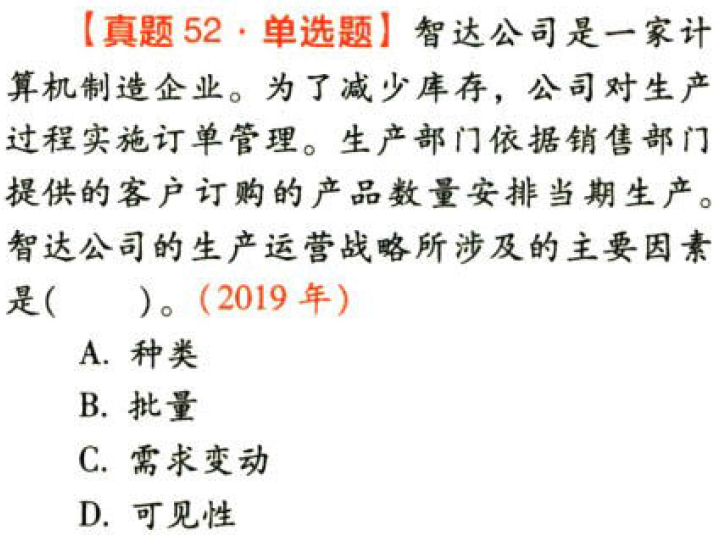 【真题 52 · 单选题】智达公司是一家计
算机制造企业。为了减少库存，公司对生产
过程实施订单管理。生产部门依据销售部门
提供的客户订购的产品数量安排当期生产。
智达公司的生产运营战略所涉及的主要因素
是(　　)。(2019 年)
A. 种类
B. 批量
C. 需求变动
D. 可见性